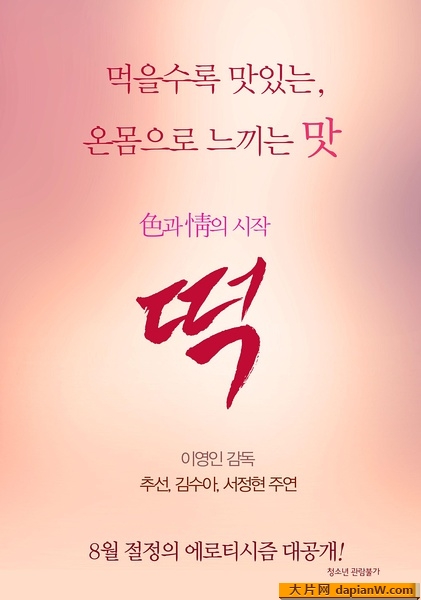 먹을수록 맛있는,
온몸으로 느끼는 맛
色과 情의 시작
떡
이영인 감독
추선, 김수아, 서정현 주연
8월 절정의 에로티시즘 대공개!
청소년 관람불가
大片网 dapianW.com